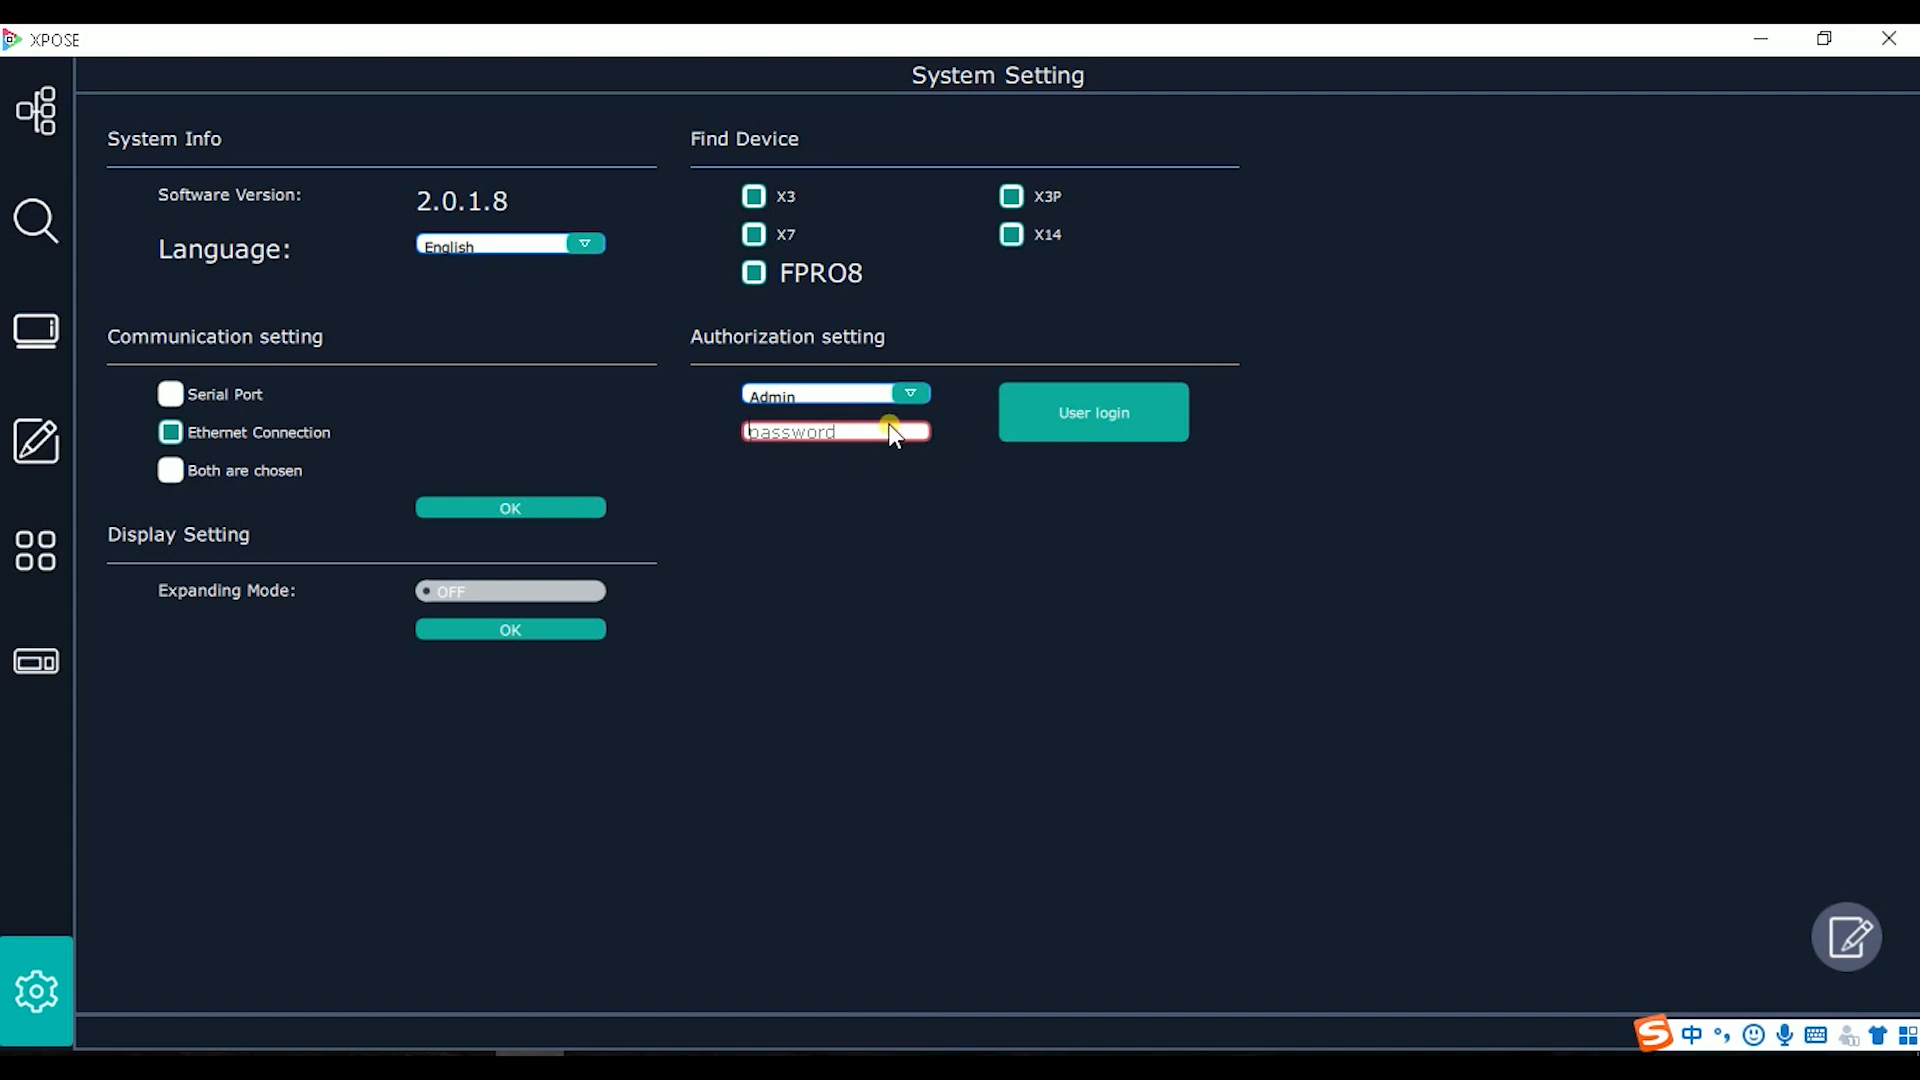 XPOSE
System Setting
System Info
Software Version: 2.0.1.8
Language: English
Find Device
X3 X3P
X7 X14
FPRO8
Communication setting
Serial Port
Ethernet Connection
Both are chosen
OK
Authorization setting
Admin
password
User login
Display Setting
Expanding Mode: OFF
OK
S 中 °,